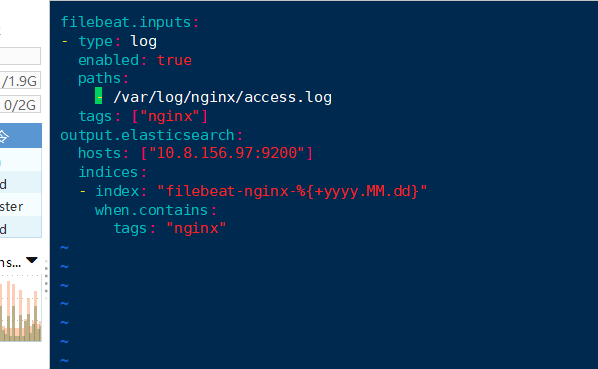 /1.9G
0/2G
令
d
ster
d
ns...
filebeat.inputs:
- type: log
  enabled: true
  paths:
    - /var/log/nginx/access.log
  tags: ["nginx"]
output.elasticsearch:
  hosts: ["10.8.156.97:9200"]
  indices:
  - index: "filebeat-nginx-%{+yyyy.MM.dd}"
    when.contains:
      tags: "nginx"
~
~
~
~
~
~
~